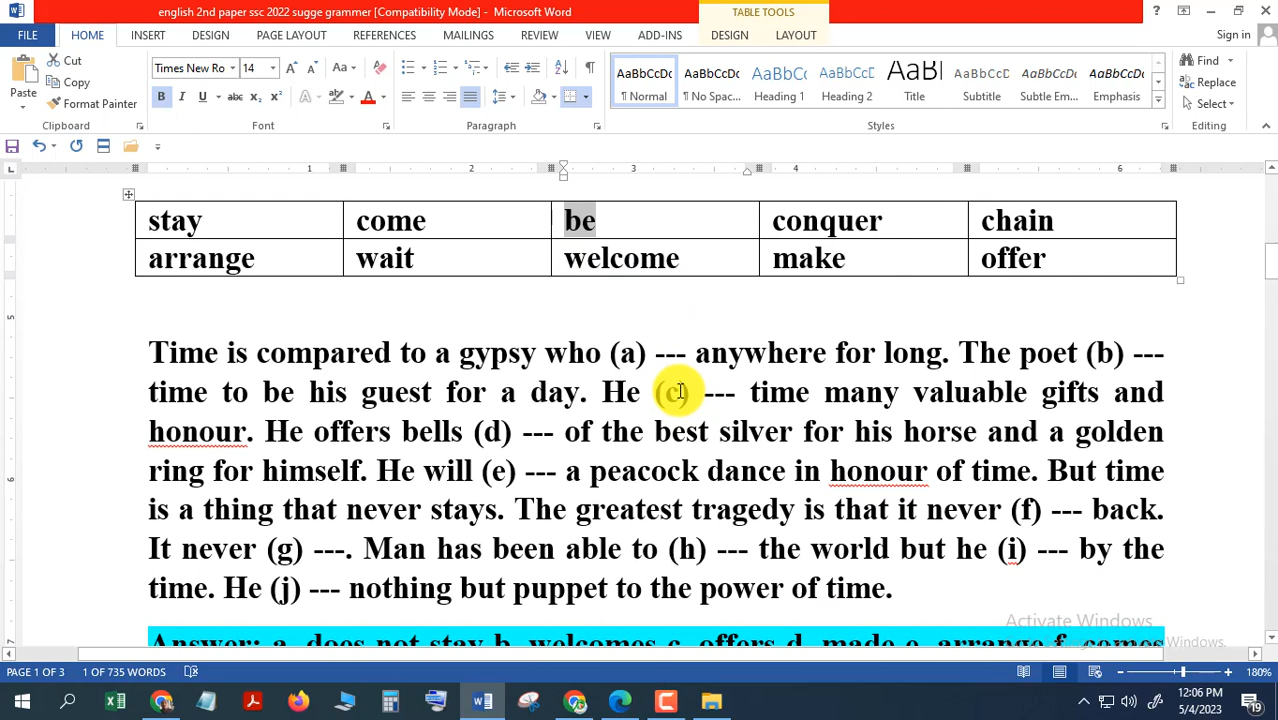 english 2nd paper ssc 2022 sugge grammer [Compatibility Mode] - Microsoft Word
TABLE TOOLS
?
FILE HOME INSERT DESIGN PAGE LAYOUT REFERENCES MAILINGS REVIEW VIEW ADD-INS DESIGN LAYOUT Sign in
Paste
Cut
Copy
Format Painter
Clipboard
Times New Ro 14
Font
Paragraph
AaBbCcDc AaBbCcDc AaBbCc AaBbCcD AaBl AaBbCcD AaBbCcDc AaBbCcDc
¶ Normal ¶ No Spac... Heading 1 Heading 2 Title Subtitle Subtle Em... Emphasis
Styles
Find
Replace
Select
Editing
1 2 3 4 5 6
stay come be conquer chain
arrange wait welcome make offer
Time is compared to a gypsy who (a) --- anywhere for long. The poet (b) ---
time to be his guest for a day. He (c) --- time many valuable gifts and
honour. He offers bells (d) --- of the best silver for his horse and a golden
ring for himself. He will (e) --- a peacock dance in honour of time. But time
is a thing that never stays. The greatest tragedy is that it never (f) --- back.
It never (g) ---. Man has been able to (h) --- the world but he (i) --- by the
time. He (j) --- nothing but puppet to the power of time.
Answer: a. does not stay b. welcomes c. offers d. made e. arrange f. comes
Activate Windows
PAGE 1 OF 3 1 OF 735 WORDS 180%
12:06 PM
5/4/2023
19